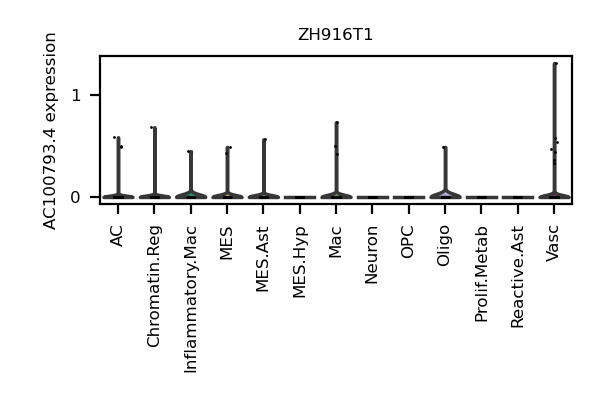 ZH916T1
AC100793.4 expression
1
0
AC
Chromatin.Reg
Inflammatory.Mac
MES
MES.Ast
MES.Hyp
Mac
Neuron
OPC
Oligo
Prolif.Metab
Reactive.Ast
Vasc